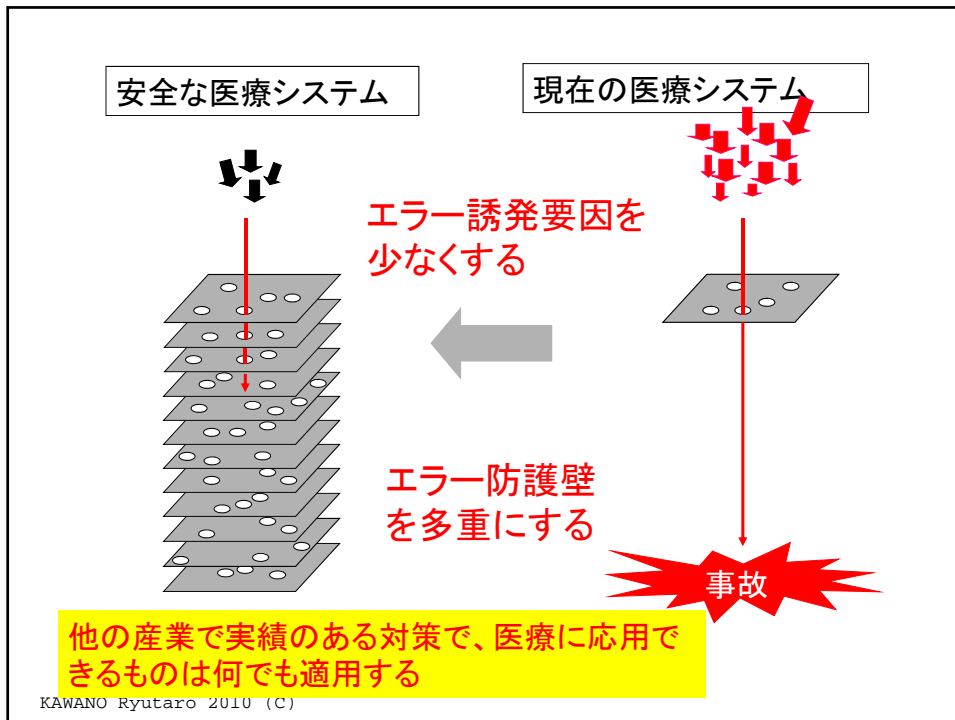 安全な医療システム
現在の医療システム
エラー誘発要因を
少なくする
エラー防護壁
を多重にする
事故
他の産業で実績のある対策で、医療に応用で
きるものは何でも適用する
KAWANO Ryutaro 2010 (C)